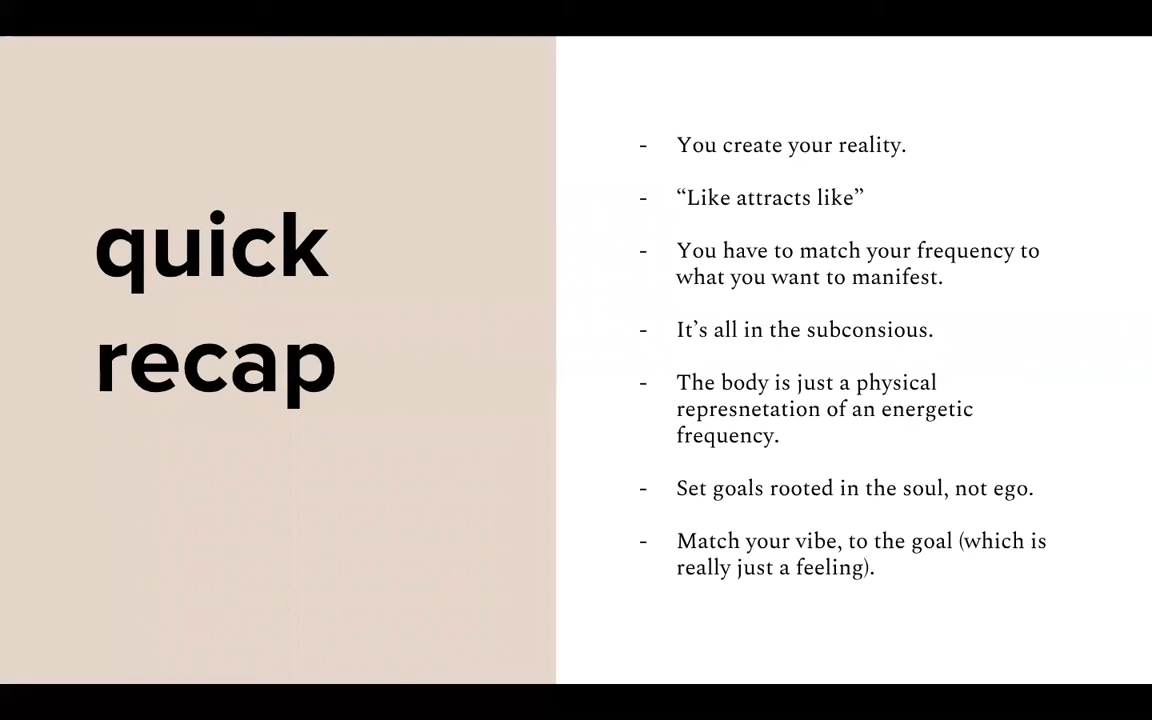 quick
recap
- You create your reality.
- “Like attracts like”
- You have to match your frequency to
what you want to manifest.
- It’s all in the subconsious.
- The body is just a physical
represnetation of an energetic
frequency.
- Set goals rooted in the soul, not ego.
- Match your vibe, to the goal (which is
really just a feeling).